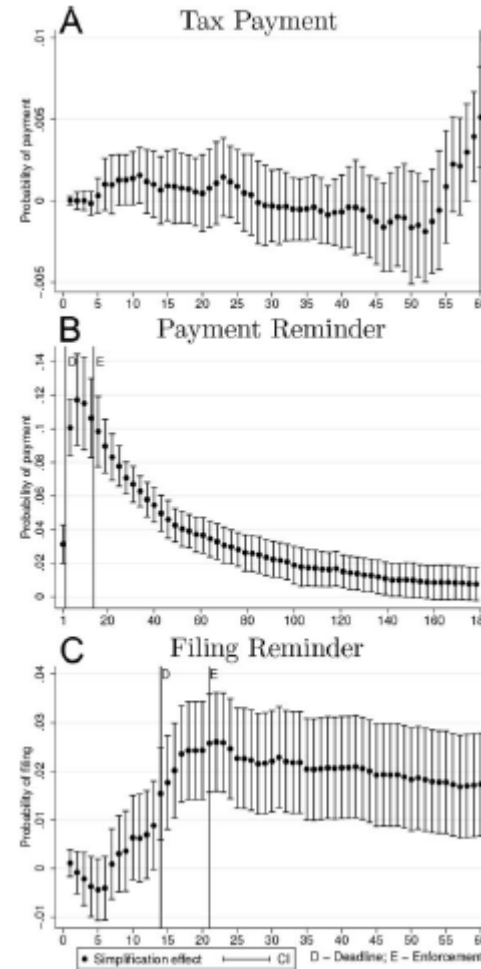 A Tax Payment
.01
.005
0
-.005
Probability of payment
0 5 10 15 20 25 30 35 40 45 50 55 60
B Payment Reminder
D E
.14
.12
.1
.08
.06
.04
.02
0
Probability of payment
1 20 40 60 80 100 120 140 160 180
C Filing Reminder
D E
.04
.03
.02
.01
0
-.01
Probability of filing
0 5 10 15 20 25 30 35 40 45 50 55 60
Simplification effect CI D – Deadline; E – Enforcement